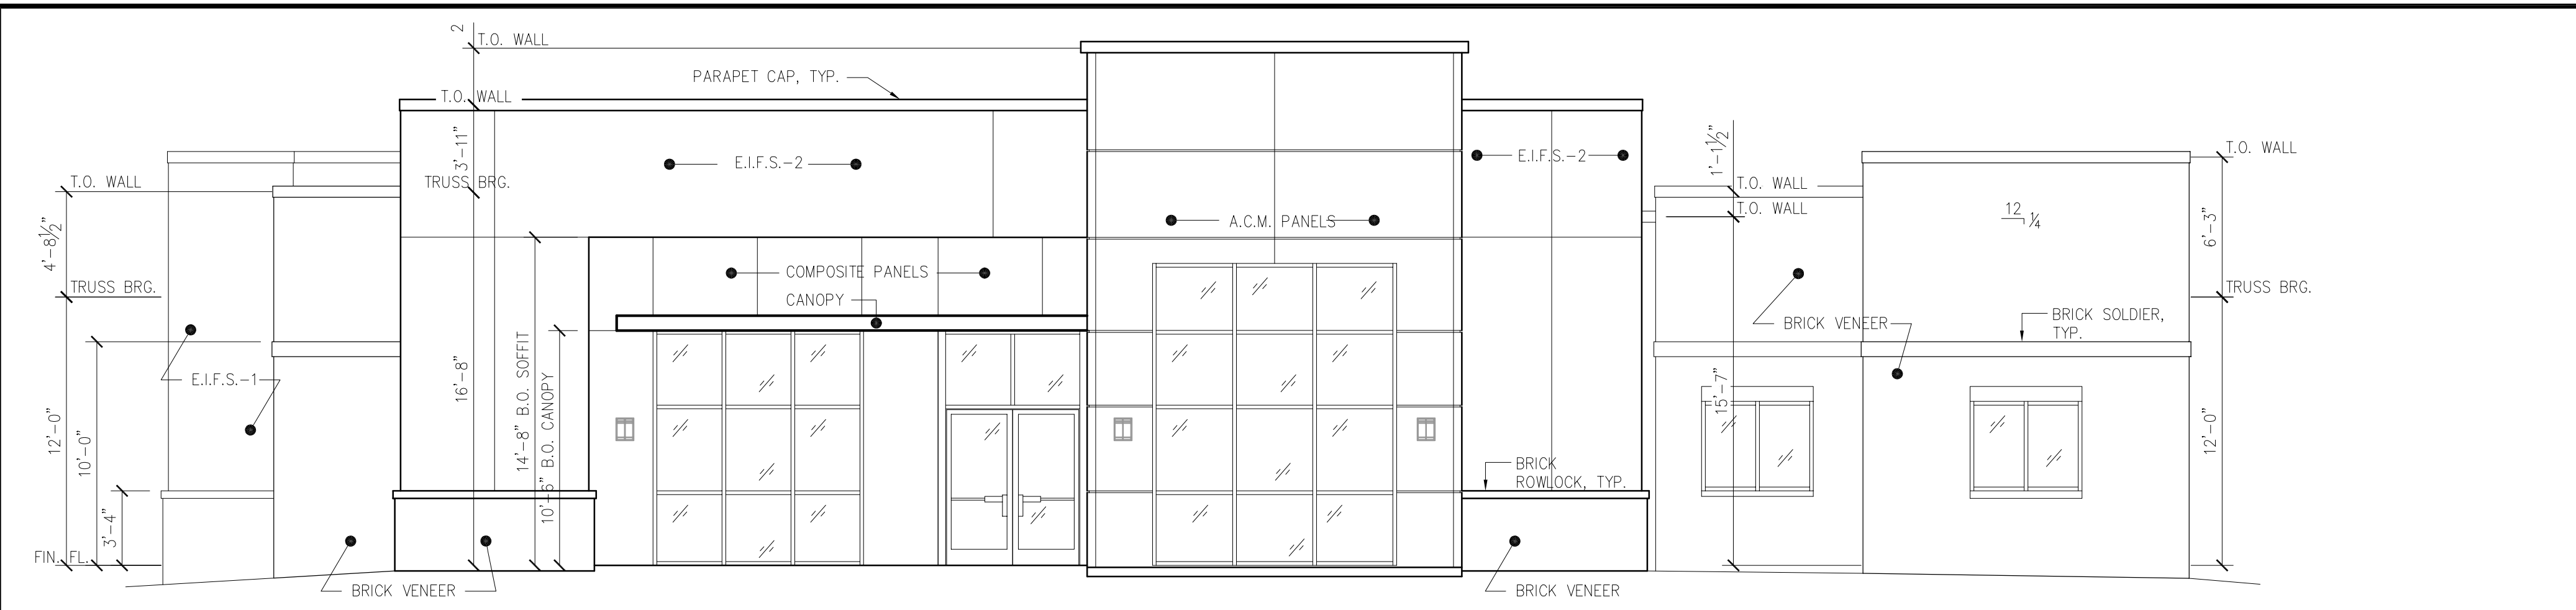 2
T.O. WALL
PARAPET CAP, TYP.
T.O. WALL
3'-11"
E.I.F.S.-2
E.I.F.S.-2
1'-1½"
T.O. WALL
T.O. WALL
TRUSS BRG.
T.O. WALL
T.O. WALL
12
¼
A.C.M. PANELS
4'-8½"
6'-3"
COMPOSITE PANELS
CANOPY
TRUSS BRG.
TRUSS BRG.
BRICK VENEER
BRICK SOLDIER,
TYP.
E.I.F.S.-1
16'-8"
14'-8" B.O. SOFFIT
10'-6" B.O. CANOPY
15'-7"
12'-0"
10'-0"
12'-0"
BRICK
ROWLOCK, TYP.
3'-4"
FIN. FL.
BRICK VENEER
BRICK VENEER